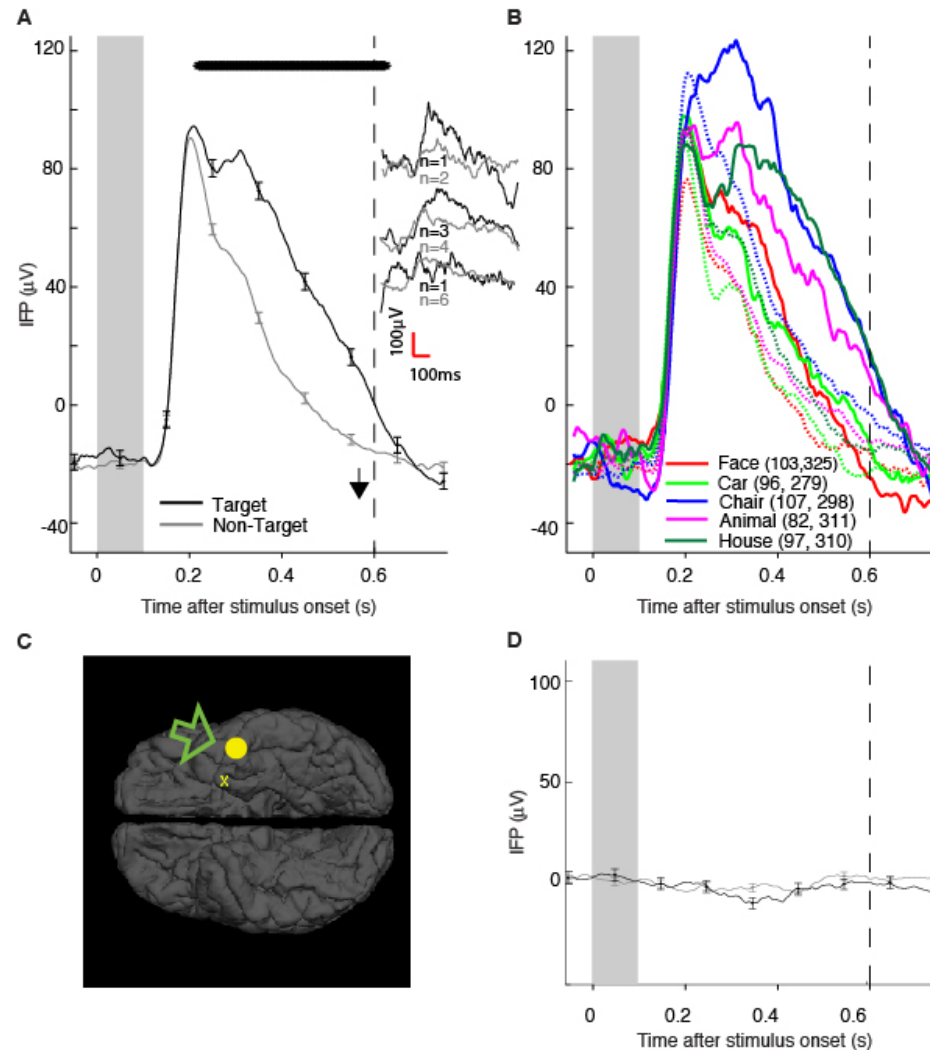 A
120
80
40
0
-40
IFP (μV)
n=1
n=2
n=3
n=4
n=1
n=6
100μV
100ms
Target
Non-Target
0
0.2
0.4
0.6
Time after stimulus onset (s)
B
120
80
40
0
-40
IFP (μV)
Face (103,325)
Car (96, 279)
Chair (107, 298)
Animal (82, 311)
House (97, 310)
0
0.2
0.4
0.6
Time after stimulus onset (s)
C
x
D
100
50
0
IFP (μV)
0
0.2
0.4
0.6
Time after stimulus onset (s)